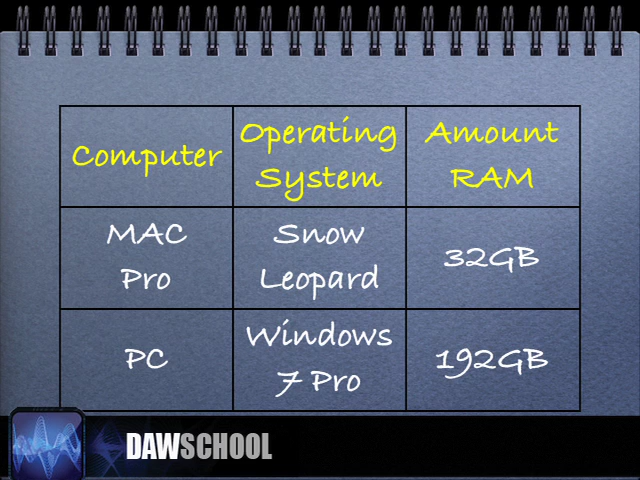 Computer
Operating
System
Amount
RAM
MAC
Pro
Snow
Leopard
32GB
PC
Windows
7 Pro
192GB
DAWSCHOOL